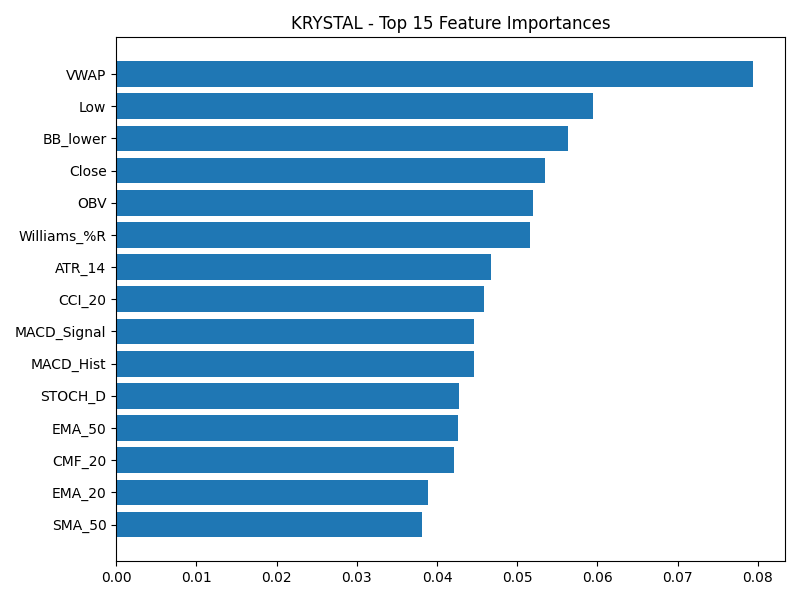 KRYSTAL - Top 15 Feature Importances
VWAP
Low
BB_lower
Close
OBV
Williams_%R
ATR_14
CCI_20
MACD_Signal
MACD_Hist
STOCH_D
EMA_50
CMF_20
EMA_20
SMA_50
0.00 0.01 0.02 0.03 0.04 0.05 0.06 0.07 0.08